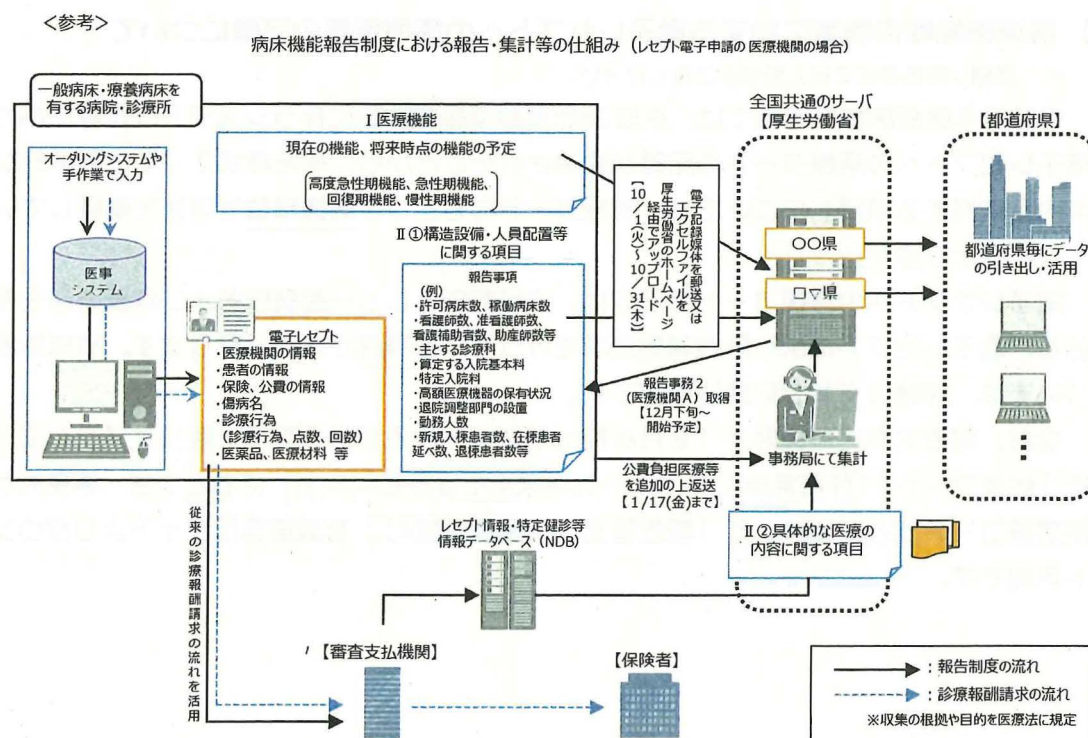 <参考>
病床機能報告制度における報告・集計等の仕組み（レセプト電子申請の医療機関の場合）
一般病床・療養病床を
有する病院・診療所
オーダリングシステムや
手作業で入力
医事
システム
電子レセプト
・医療機関の情報
・患者の情報
・保険、公費の情報
・傷病名
・診療行為
（診療行為、点数、回数）
・医薬品、医療材料 等
Ⅰ医療機能
現在の機能、将来時点の機能の予定
高度急性期機能、急性期機能、
回復期機能、慢性期機能
Ⅱ①構造設備・人員配置等
に関する項目
報告事項
（例）
・許可病床数、稼働病床数
・看護師数、准看護師数、
看護補助者数、助産師数等
・主とする診療科
・算定する入院基本料
・特定入院料
・高額医療機器の保有状況
・退院調整部門の設置
・勤務人数
・新規入棟患者数、在棟患者
延べ数、退棟患者数等
電子記録媒体を郵送又は
エクセルファイルを
厚生労働省のホームページ
経由でアップロード
【10／1(火)～10／31(木)】
報告事務２
（医療機関Ａ）取得
【12月下旬～
開始予定】
公費負担医療等
を追加の上返送
【1/17(金)まで】
全国共通のサーバ
【厚生労働省】
〇〇県
□▽県
事務局にて集計
Ⅱ②具体的な医療の
内容に関する項目
【都道府県】
都道府県毎にデータ
の引き出し・活用
レセプト情報・特定健診等
情報データベース（NDB）
従来の診療報酬請求の流れを活用
【審査支払機関】
【保険者】
：報告制度の流れ
：診療報酬請求の流れ
※収集の根拠や目的を医療法に規定